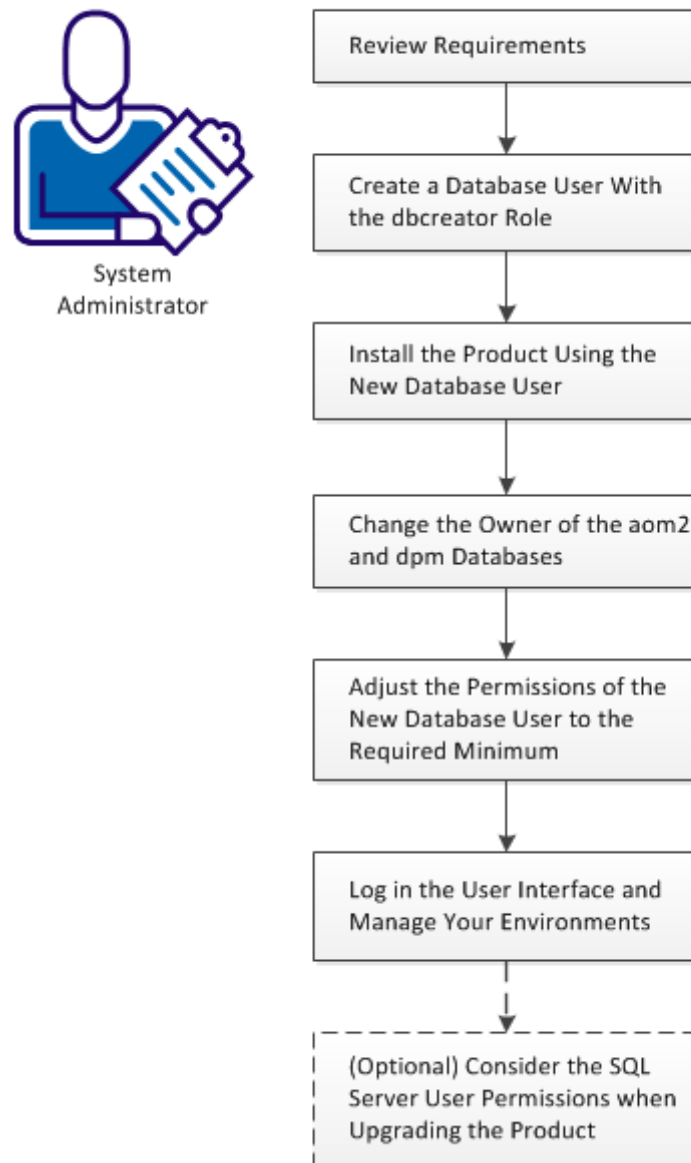 Review Requirements
System
Administrator
Create a Database User With
the dbcreator Role
Install the Product Using the
New Database User
Change the Owner of the aom2
and dpm Databases
Adjust the Permissions of the
New Database User to the
Required Minimum
Log in the User Interface and
Manage Your Environments
(Optional) Consider the SQL
Server User Permissions when
Upgrading the Product